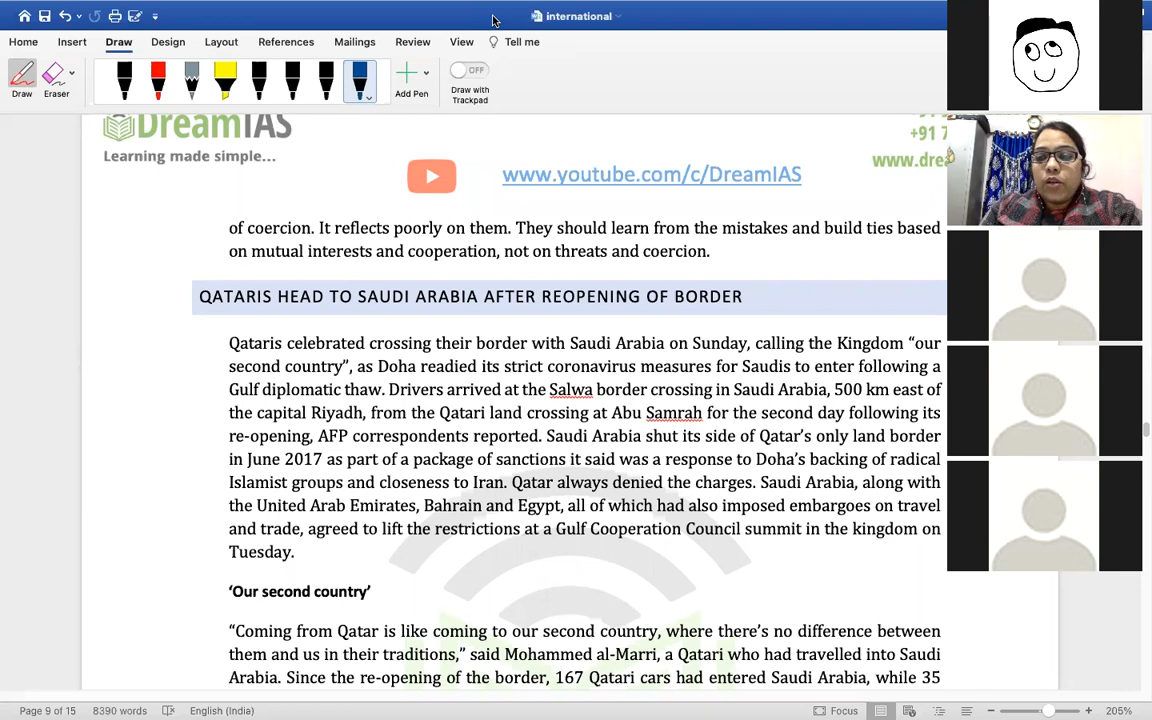 international
Home Insert Draw Design Layout References Mailings Review View Tell me
OFF
Draw Eraser Add Pen Draw with
Trackpad
DreamIAS
+91 7
Learning made simple...
www.dre
www.youtube.com/c/DreamIAS
of coercion. It reflects poorly on them. They should learn from the mistakes and build ties based
on mutual interests and cooperation, not on threats and coercion.
QATARIS HEAD TO SAUDI ARABIA AFTER REOPENING OF BORDER
Qataris celebrated crossing their border with Saudi Arabia on Sunday, calling the Kingdom “our
second country”, as Doha readied its strict coronavirus measures for Saudis to enter following a
Gulf diplomatic thaw. Drivers arrived at the Salwa border crossing in Saudi Arabia, 500 km east of
the capital Riyadh, from the Qatari land crossing at Abu Samrah for the second day following its
re-opening, AFP correspondents reported. Saudi Arabia shut its side of Qatar’s only land border
in June 2017 as part of a package of sanctions it said was a response to Doha’s backing of radical
Islamist groups and closeness to Iran. Qatar always denied the charges. Saudi Arabia, along with
the United Arab Emirates, Bahrain and Egypt, all of which had also imposed embargoes on travel
and trade, agreed to lift the restrictions at a Gulf Cooperation Council summit in the kingdom on
Tuesday.
‘Our second country’
“Coming from Qatar is like coming to our second country, where there’s no difference between
them and us in their traditions,” said Mohammed al-Marri, a Qatari who had travelled into Saudi
Arabia. Since the re-opening of the border, 167 Qatari cars had entered Saudi Arabia, while 35
Page 9 of 15 8390 words English (India) Focus 205%